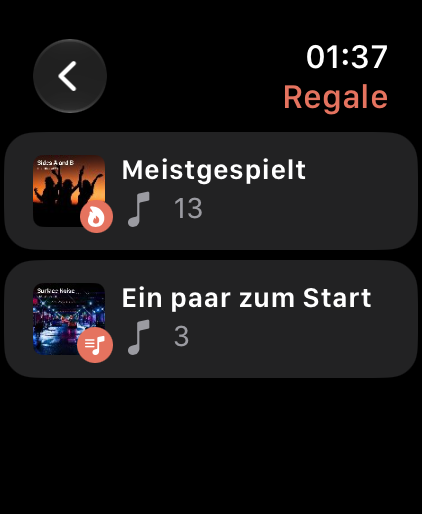 01:37
Regale
Sides A and B
Meistgespielt
13
Surface Noise
Ein paar zum Start
3